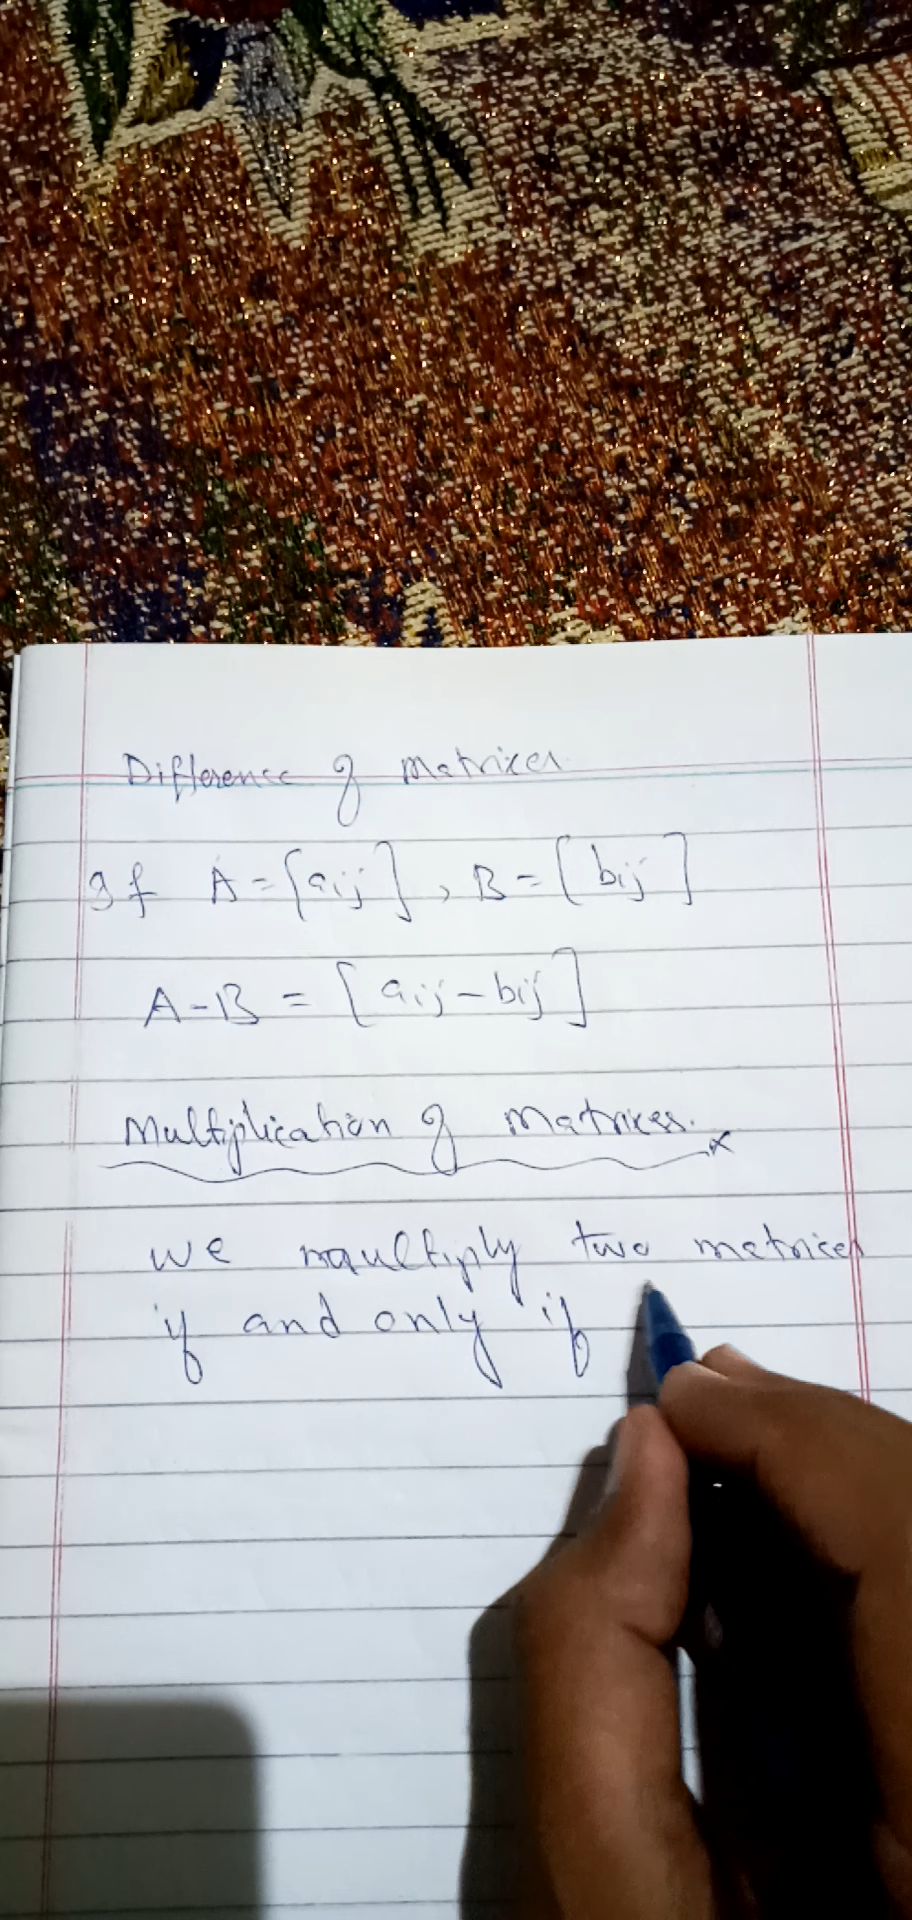 Difference of matrices
If A = [aij], B = [bij]
A-B = [aij - bij]
Multiplication of matrices.
we multiply two matrices
if and only if